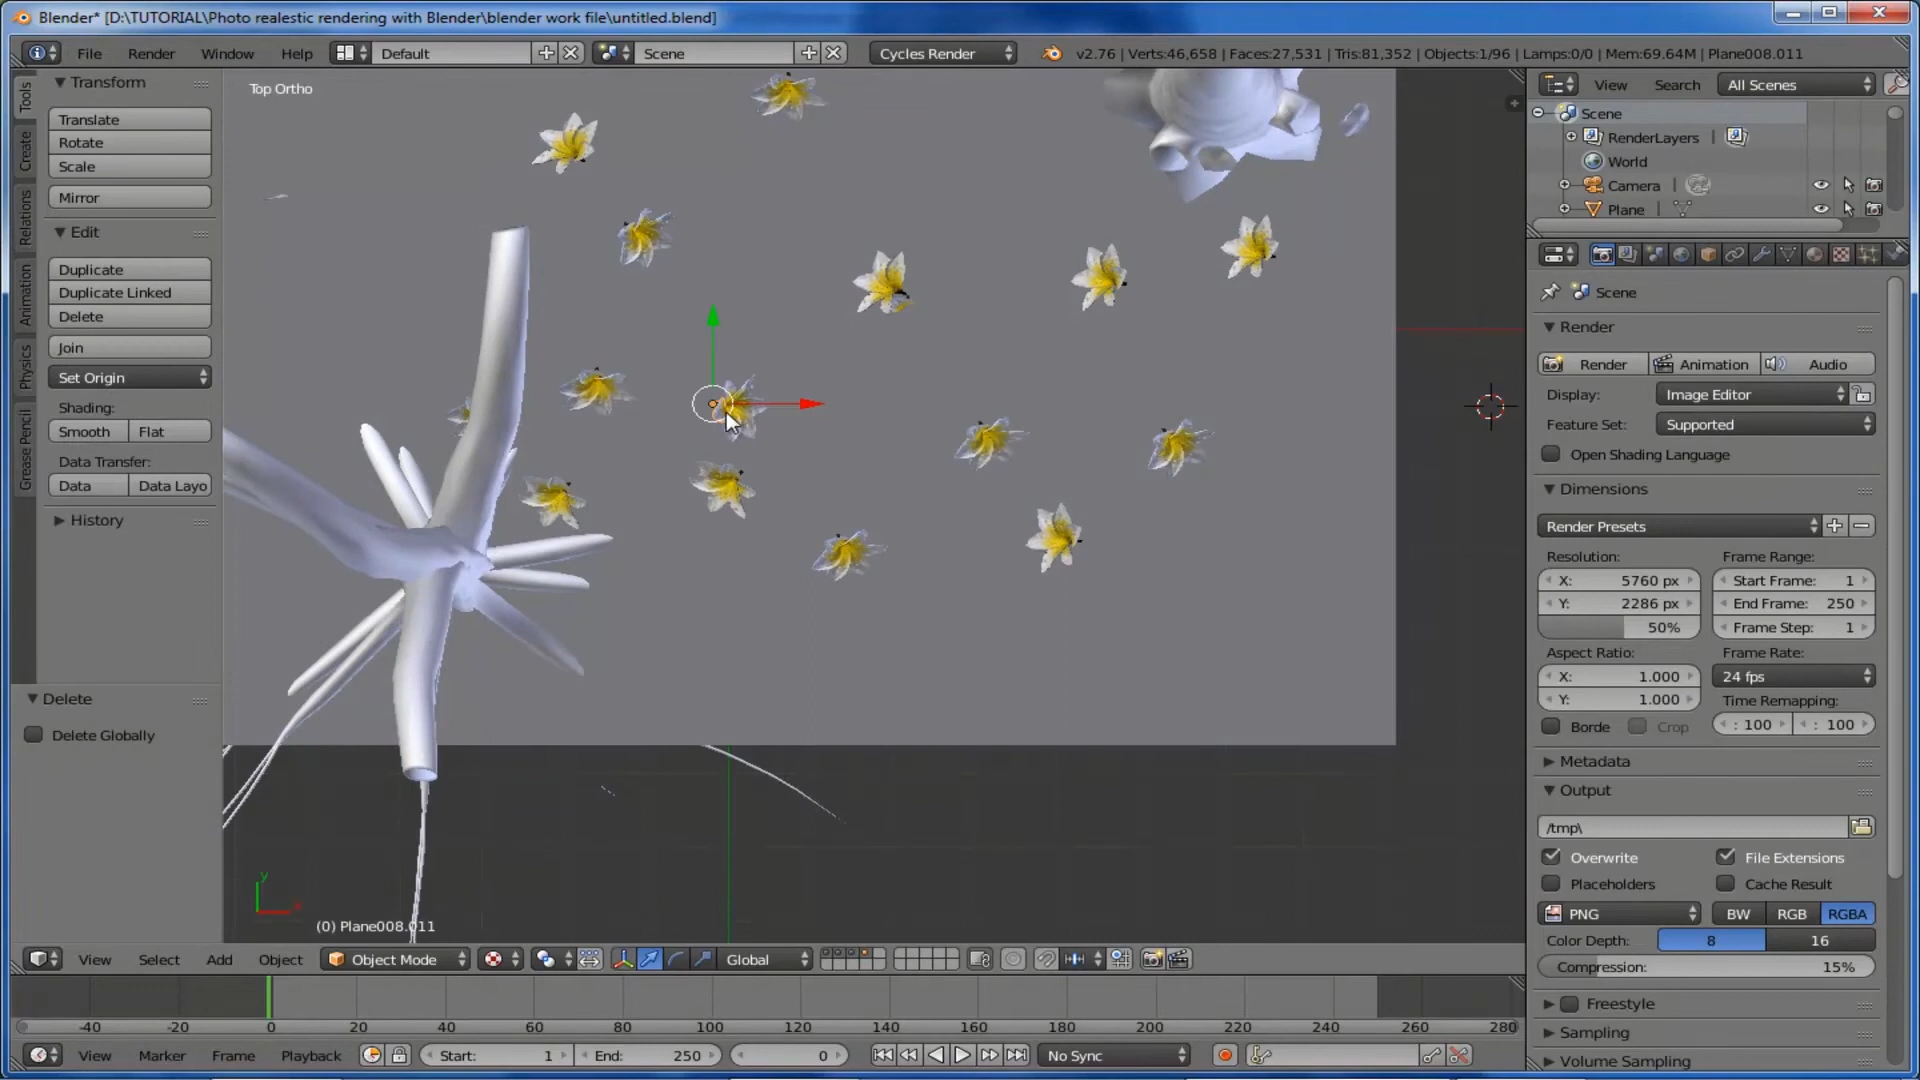 Blender* [D:\TUTORIAL\Photo realestic rendering with Blender\blender work file\untitled.blend]
File Render Window Help Default Scene Cycles Render v2.76 | Verts:46,658 | Faces:27,531 | Tris:81,352 | Objects:1/96 | Lamps:0/0 | Mem:69.64M | Plane008.011
Tools
Create
Relations
Animation
Physics
Grease Pencil
Transform
Translate
Rotate
Scale
Mirror
Edit
Duplicate
Duplicate Linked
Delete
Join
Set Origin
Shading:
Smooth Flat
Data Transfer:
Data Data Layo
History
Delete
Delete Globally
Top Ortho
y
x
(0) Plane008.011
View Select Add Object Object Mode Global
-40 -20 0 20 40 60 80 100 120 140 160 180 200 220 240 260 280
View Marker Frame Playback Start: 1 End: 250 0 No Sync
View Search All Scenes
Scene
RenderLayers
World
Camera
Plane
Scene
Render
Render Animation Audio
Display: Image Editor
Feature Set: Supported
Open Shading Language
Dimensions
Render Presets
Resolution: Frame Range:
X: 5760 px Start Frame: 1
Y: 2286 px End Frame: 250
50% Frame Step: 1
Aspect Ratio: Frame Rate:
X: 1.000 24 fps
Y: 1.000 Time Remapping:
Borde Crop : 100 : 100
Metadata
Output
/tmp\
Overwrite File Extensions
Placeholders Cache Result
PNG BW RGB RGBA
Color Depth: 8 16
Compression: 15%
Freestyle
Sampling
Volume Sampling